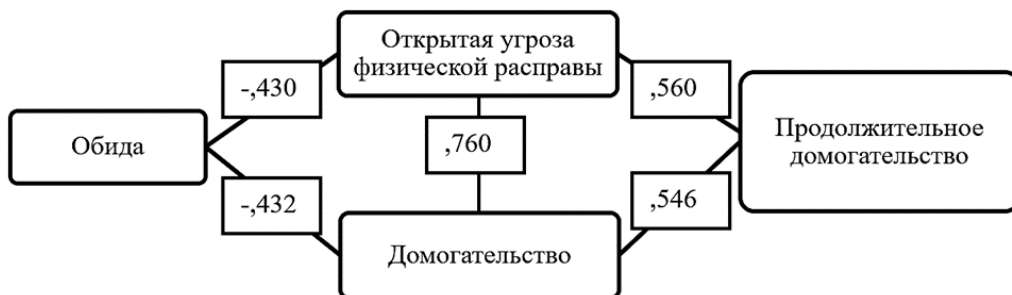 Открытая угроза
физической расправы
-,430
,560
Обида
,760
Продолжительное
домогательство
-,432
,546
Домогательство